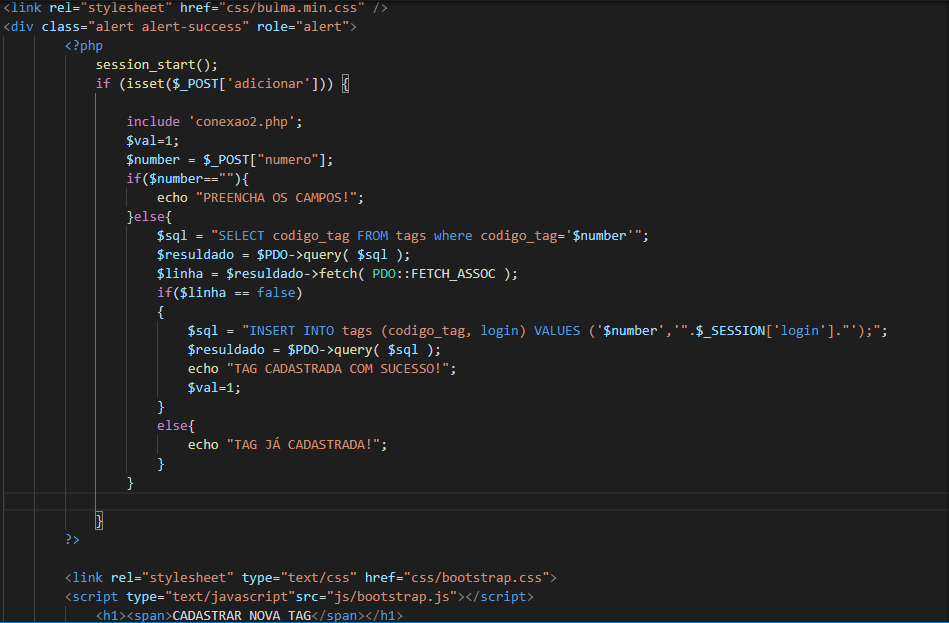 <link rel="stylesheet" href="css/bulma.min.css" />
<div class="alert alert-success" role="alert">
<?php
session_start();
if (isset($_POST['adicionar'])) {
include 'conexao2.php';
$val=1;
$number = $_POST["numero"];
if($number==""){
echo "PREENCHA OS CAMPOS!";
}else{
$sql = "SELECT codigo_tag FROM tags where codigo_tag='$number'";
$resuldado = $PDO->query( $sql );
$linha = $resuldado->fetch( PDO::FETCH_ASSOC );
if($linha == false)
{
$sql = "INSERT INTO tags (codigo_tag, login) VALUES ('$number','".$_SESSION['login']."');";
$resuldado = $PDO->query( $sql );
echo "TAG CADASTRADA COM SUCESSO!";
$val=1;
}
else{
echo "TAG JÁ CADASTRADA!";
}
}
}
?>
<link rel="stylesheet" type="text/css" href="css/bootstrap.css">
<script type="text/javascript"src="js/bootstrap.js"></script>
<h1><span>CADASTRAR NOVA TAG</span></h1>